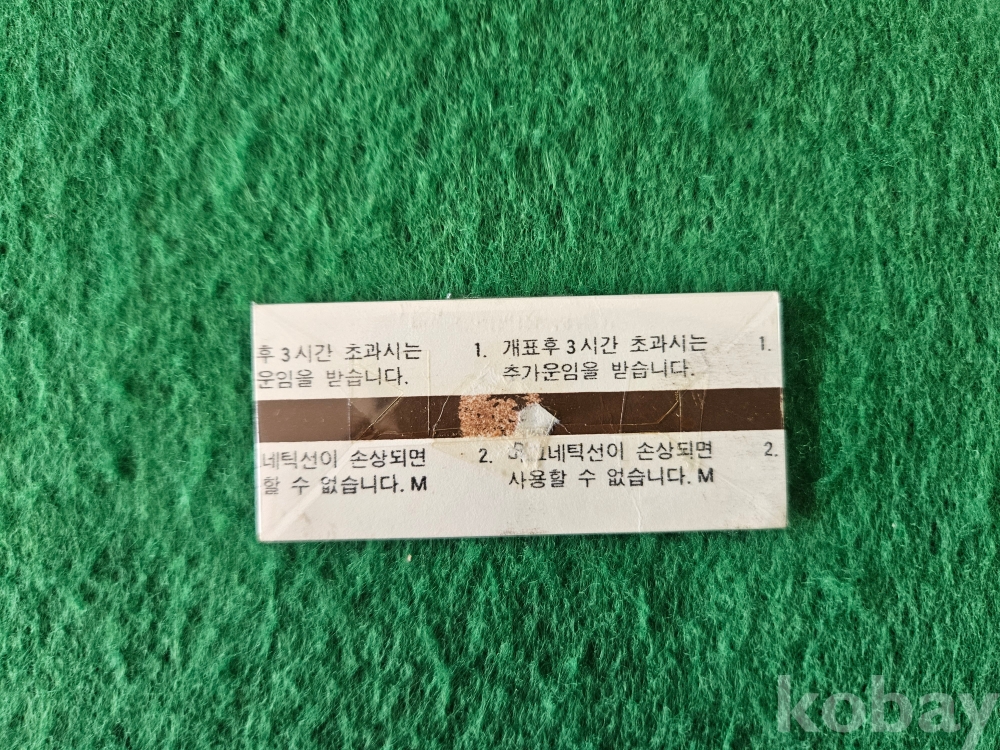 후 3시간 초과시는 1. 개표후 3시간 초과시는 1.
운임을 받습니다. 추가운임을 받습니다.
네틱선이 손상되면 2. 마그네틱선이 손상되면 2.
할 수 없습니다. M 사용할 수 없습니다. M
kobay